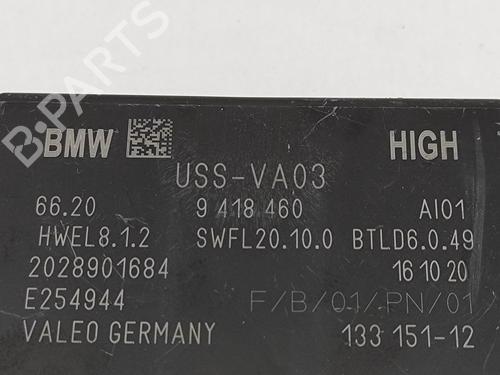 BMW HIGH
USS-VA03
66.20 9 418 460 AI01
HWEL8.1.2 SWFL20.10.0 BTLD6.0.49
2028901684 16 10 20
E254944 F/B/01/PN/01
VALEO GERMANY 133 151-12
B-PARTS